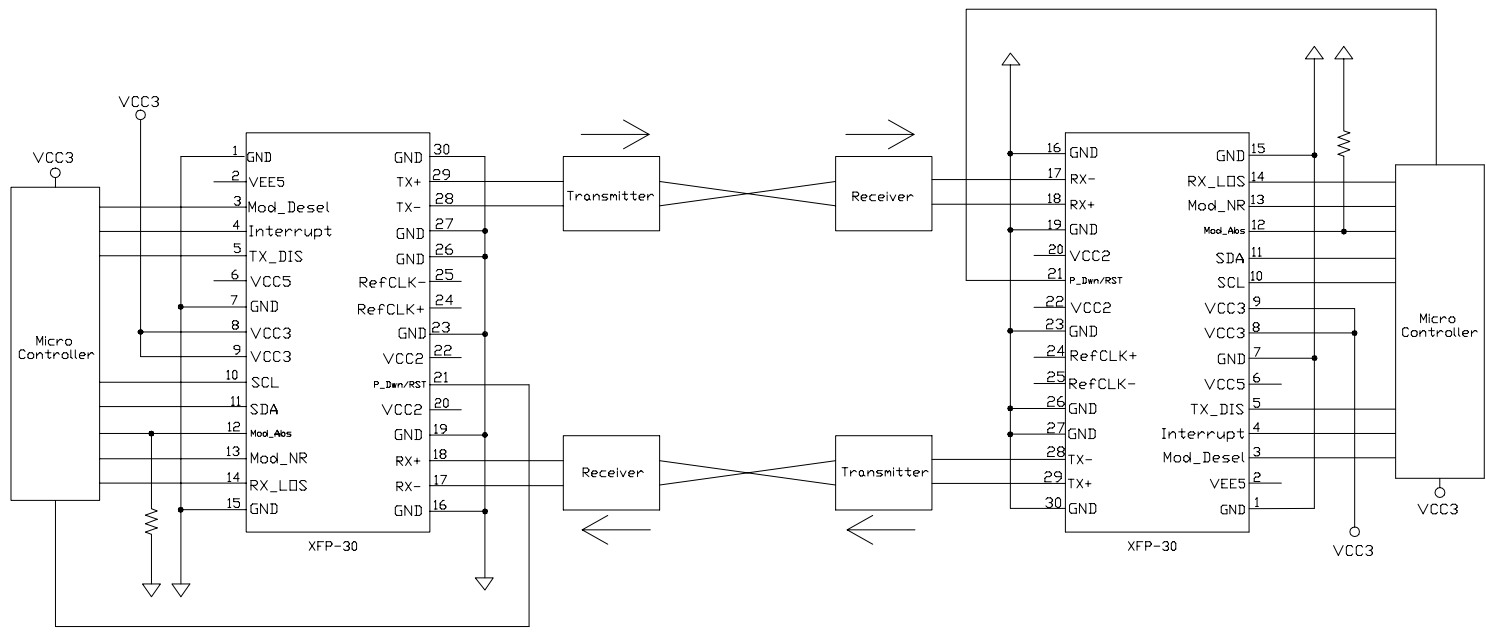 VCC3
VCC3
Micro
Controller
1 GND
2 VEE5
3 Mod_Desel
4 Interrupt
5 TX_DIS
6 VCC5
7 GND
8 VCC3
9 VCC3
10 SCL
11 SDA
12 Mod_Abs
13 Mod_NR
14 RX_LOS
15 GND
GND 30
TX+ 29
TX- 28
GND 27
GND 26
RefCLK- 25
RefCLK+ 24
GND 23
VCC2 22
P_Dwn/RST 21
VCC2 20
GND 19
RX+ 18
RX- 17
GND 16
XFP-30
Transmitter
Receiver
Receiver
Transmitter
16 GND
17 RX-
18 RX+
19 GND
20 VCC2
21 P_Dwn/RST
22 VCC2
23 GND
24 RefCLK+
25 RefCLK-
26 GND
27 GND
28 TX-
29 TX+
30 GND
GND 15
RX_LOS 14
Mod_NR 13
Mod_Abs 12
SDA 11
SCL 10
VCC3 9
VCC3 8
GND 7
VCC5 6
TX_DIS 5
Interrupt 4
Mod_Desel 3
VEE5 2
GND 1
XFP-30
Micro
Controller
VCC3
VCC3